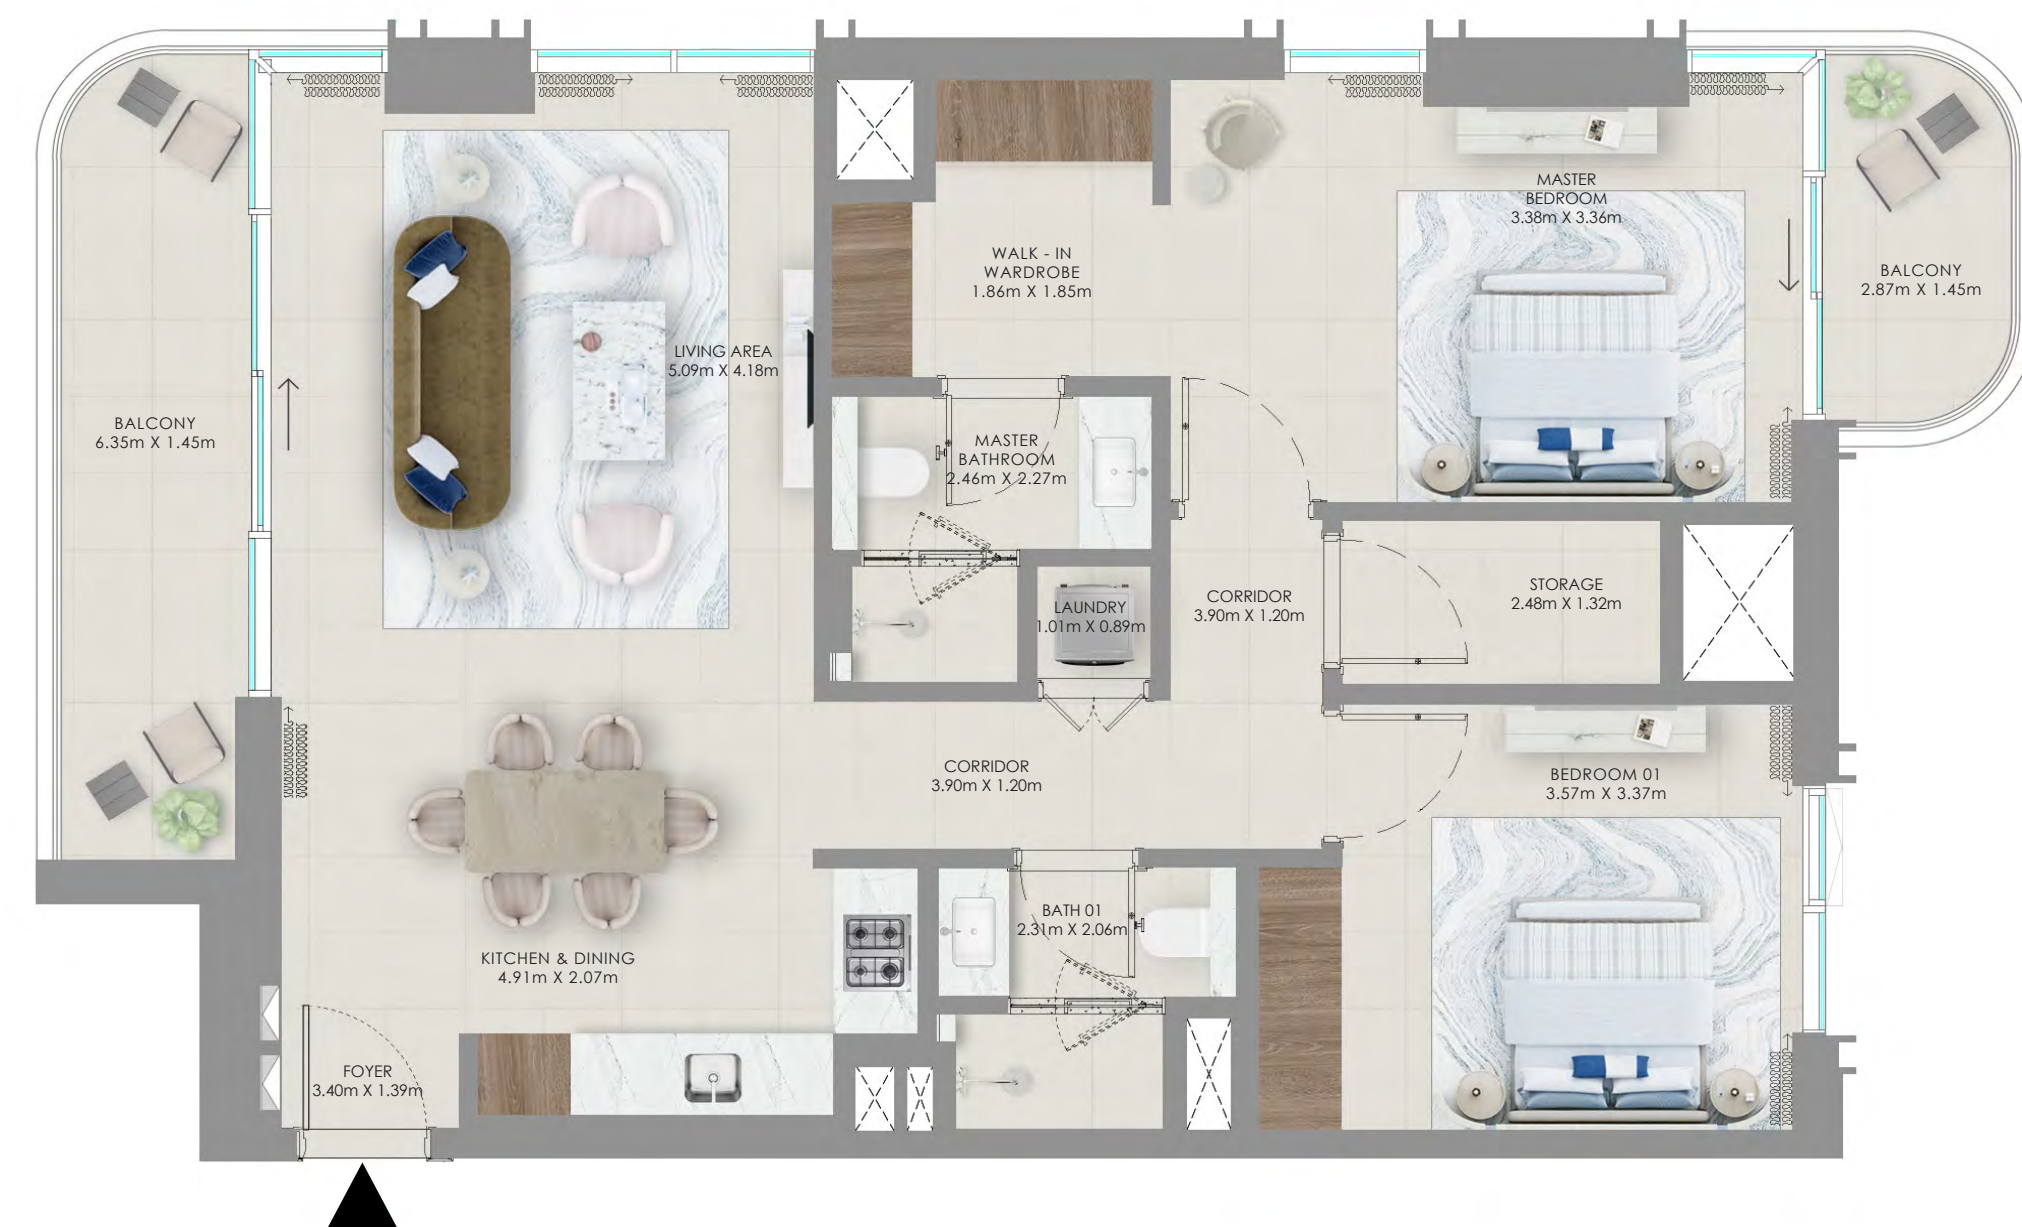 MASTER
BEDROOM
3.38m X 3.36m
WALK - IN
WARDROBE
1.86m X 1.85m
BALCONY
2.87m X 1.45m
LIVING AREA
5.09m X 4.18m
BALCONY
6.35m X 1.45m
MASTER
BATHROOM
2.46m X 2.27m
LAUNDRY
1.01m X 0.89m
CORRIDOR
3.90m X 1.20m
STORAGE
2.48m X 1.32m
CORRIDOR
3.90m X 1.20m
BEDROOM 01
3.57m X 3.37m
BATH 01
2.31m X 2.06m
KITCHEN & DINING
4.91m X 2.07m
FOYER
3.40m X 1.39m